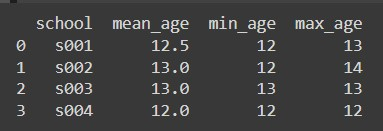 school mean_age min_age max_age
0 s001 12.5 12 13
1 s002 13.0 12 14
2 s003 13.0 13 13
3 s004 12.0 12 12